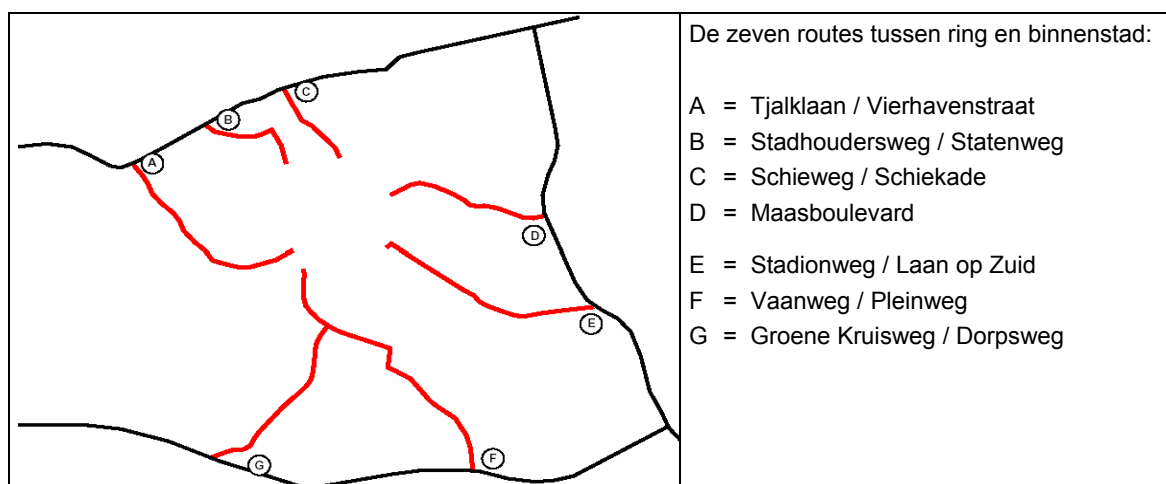 C
B
A
D
E
F
G
De zeven routes tussen ring en binnenstad:
A = Tjalklaan / Vierhavenstraat
B = Stadhoudersweg / Statenweg
C = Schieweg / Schiekade
D = Maasboulevard
E = Stadionweg / Laan op Zuid
F = Vaanweg / Pleinweg
G = Groene Kruisweg / Dorpsweg